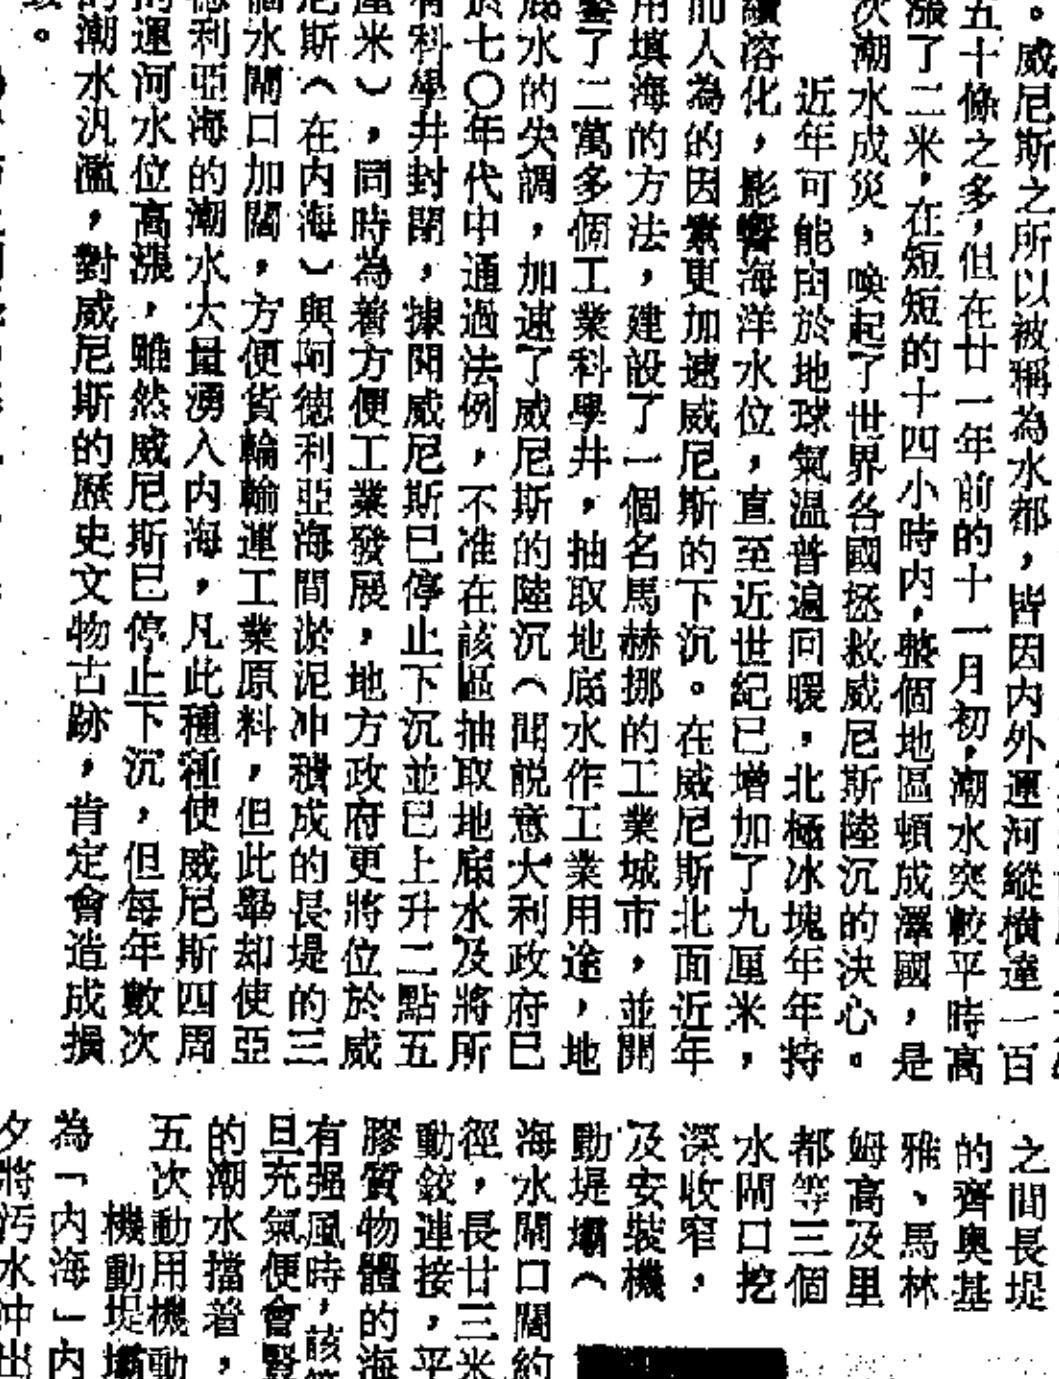 。威尼斯之所以被稱為水都，皆因內外運河縱橫達一百
五十條之多，但在廿一年前的十一月初，潮水突較平時高
漲了二米，在短短的十四小時內，整個地區頓成澤國，是
次潮水成災，喚起了世界各國拯救威尼斯陸沉的決心。
近年可能由於地球氣溫普遍回暖，北極冰塊年年持
續溶化，影響海洋水位，直至近世紀已增加了九厘米，
而人為的因素更加速威尼斯的下沉。在威尼斯北面近年
用填海的方法，建設了一個名馬赫挪的工業城市，並開
鑿了二萬多個工業科學井，抽取地底水作工業用途，地
底水的失調，加速了威尼斯的陸沉（聞說意大利政府已
於七〇年代中通過法例，不准在該區抽取地底水及將所
有科學井封閉，據聞威尼斯已停止下沉並已上升二點五
厘米），同時為着方便工業發展，地方政府更將位於威
尼斯（在內海）與阿德利亞海間淤泥冲積成的長堤的三
個水閘口加闊，方便貨輪輸運工業原料，但此舉却使亞
德利亞海的潮水大量湧入內海，凡此種種使威尼斯四周
的運河水位高漲，雖然威尼斯已停止下沉，但每年數次
的潮水汎濫，對威尼斯的歷史文物古跡，肯定會造成損
。
之間長堤
的齊奧基
雅、馬林
姆高及里
都等三個
水閘口挖
深收窄，
及安裝機
動堤壩（
海水閘口闊約
徑，長廿三米
動鉸連接，平
膠質物體的海
有强風時，該
旦充氣便會豎
的潮水擋着，
五次動用機動
機動堤壩
為「內海」內
夕將污水冲出